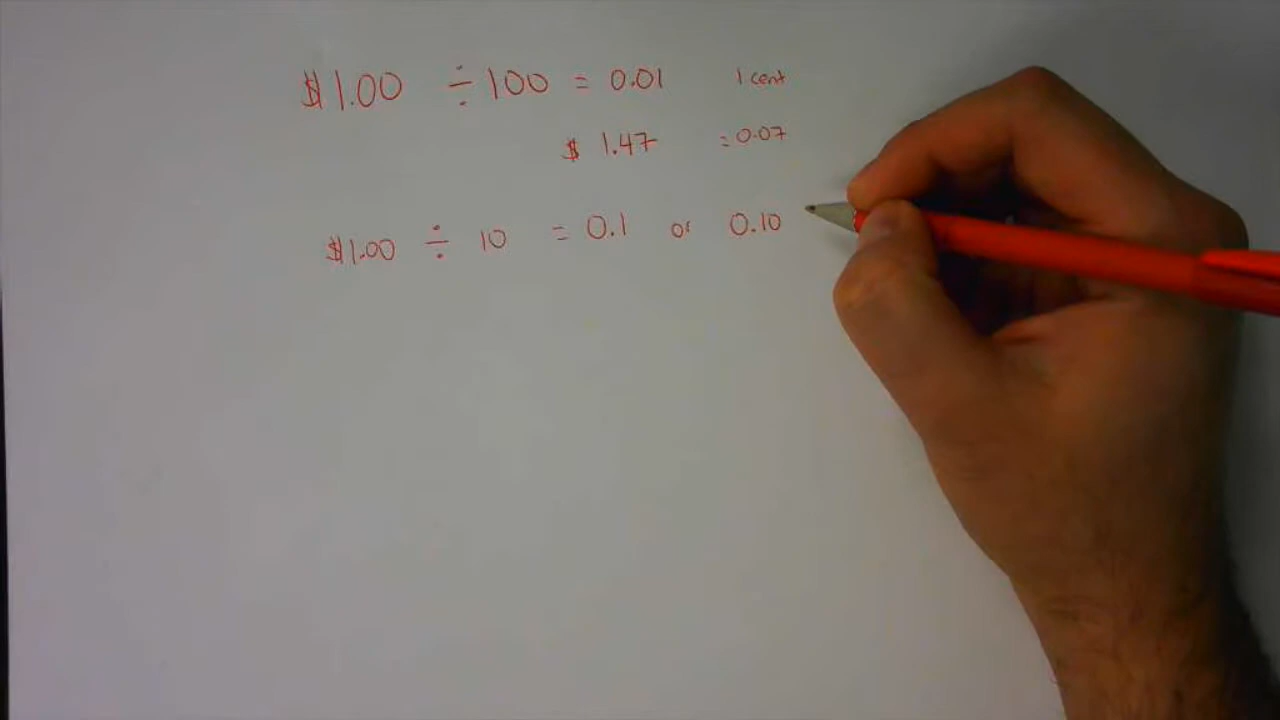 $1.00 ÷ 100 = 0.01 1 cent
$ 1.47 = 0.07
$1.00 ÷ 10 = 0.1 or 0.10